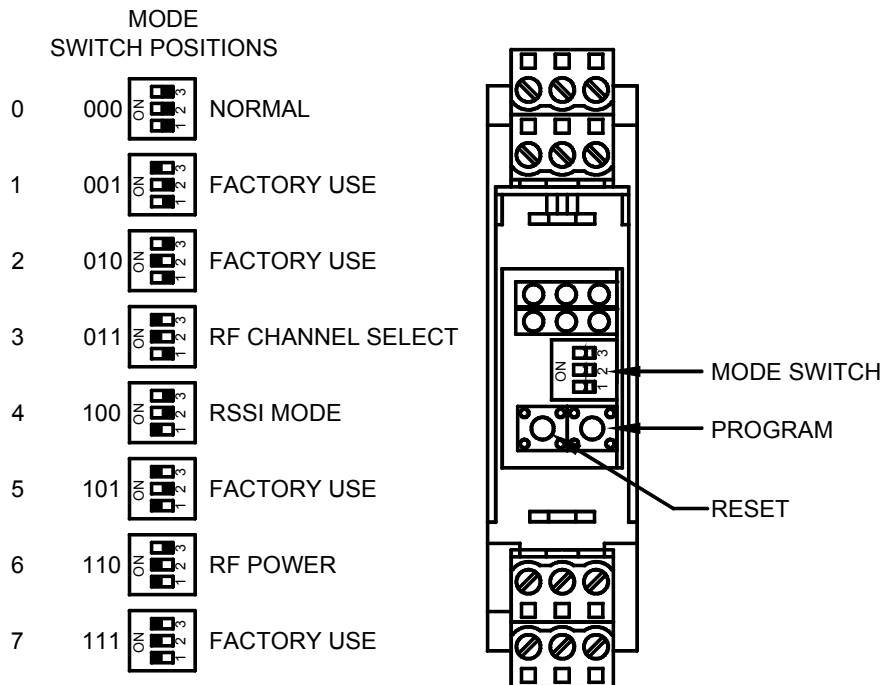 MODE
SWITCH POSITIONS
0 000 ON 1 2 3 NORMAL
1 001 ON 1 2 3 FACTORY USE
2 010 ON 1 2 3 FACTORY USE
3 011 ON 1 2 3 RF CHANNEL SELECT
4 100 ON 1 2 3 RSSI MODE
5 101 ON 1 2 3 FACTORY USE
6 110 ON 1 2 3 RF POWER
7 111 ON 1 2 3 FACTORY USE
ON 1 2 3
MODE SWITCH
PROGRAM
RESET